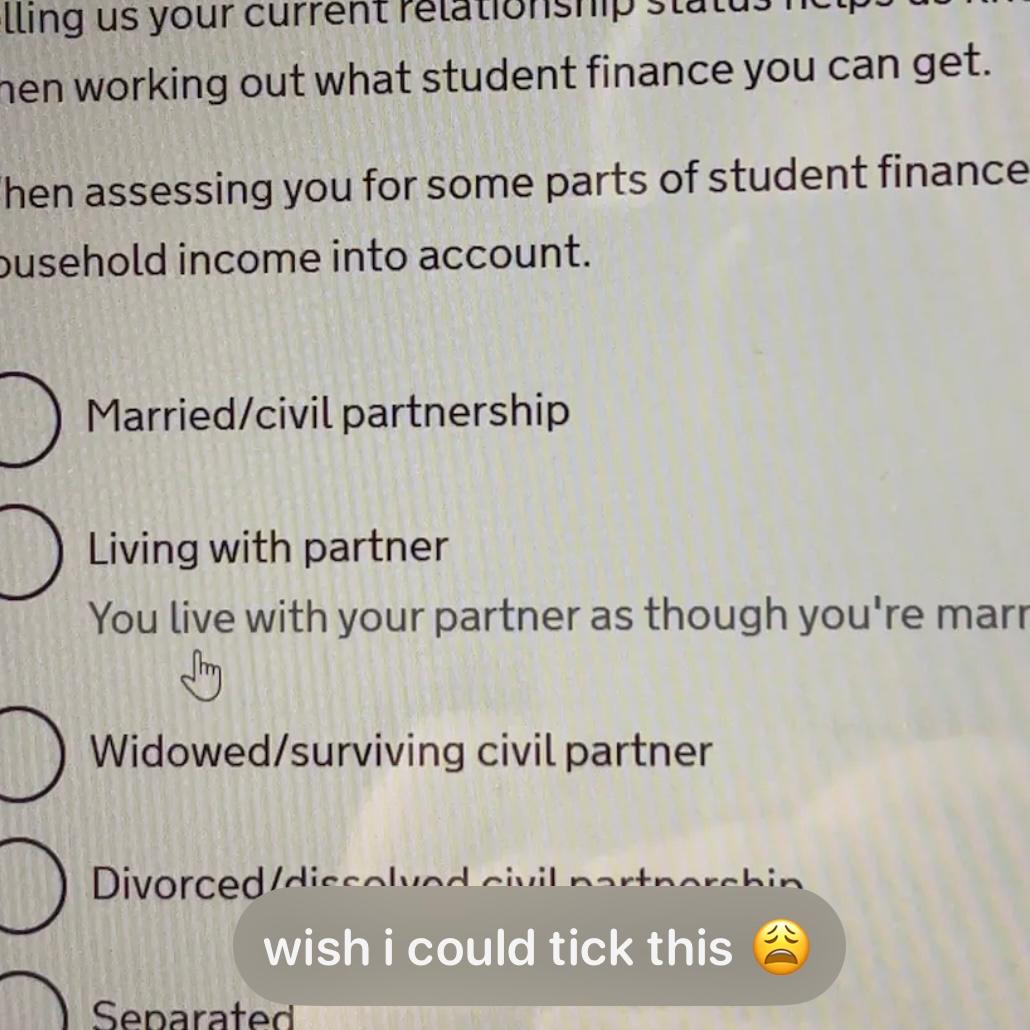 lling us your current relationship status helps us
hen working out what student finance you can get.
hen assessing you for some parts of student finance
ousehold income into account.
Married/civil partnership
Living with partner
You live with your partner as though you're marr
Widowed/surviving civil partner
Divorced/dissolved civil partnership
wish i could tick this 😩
Separated